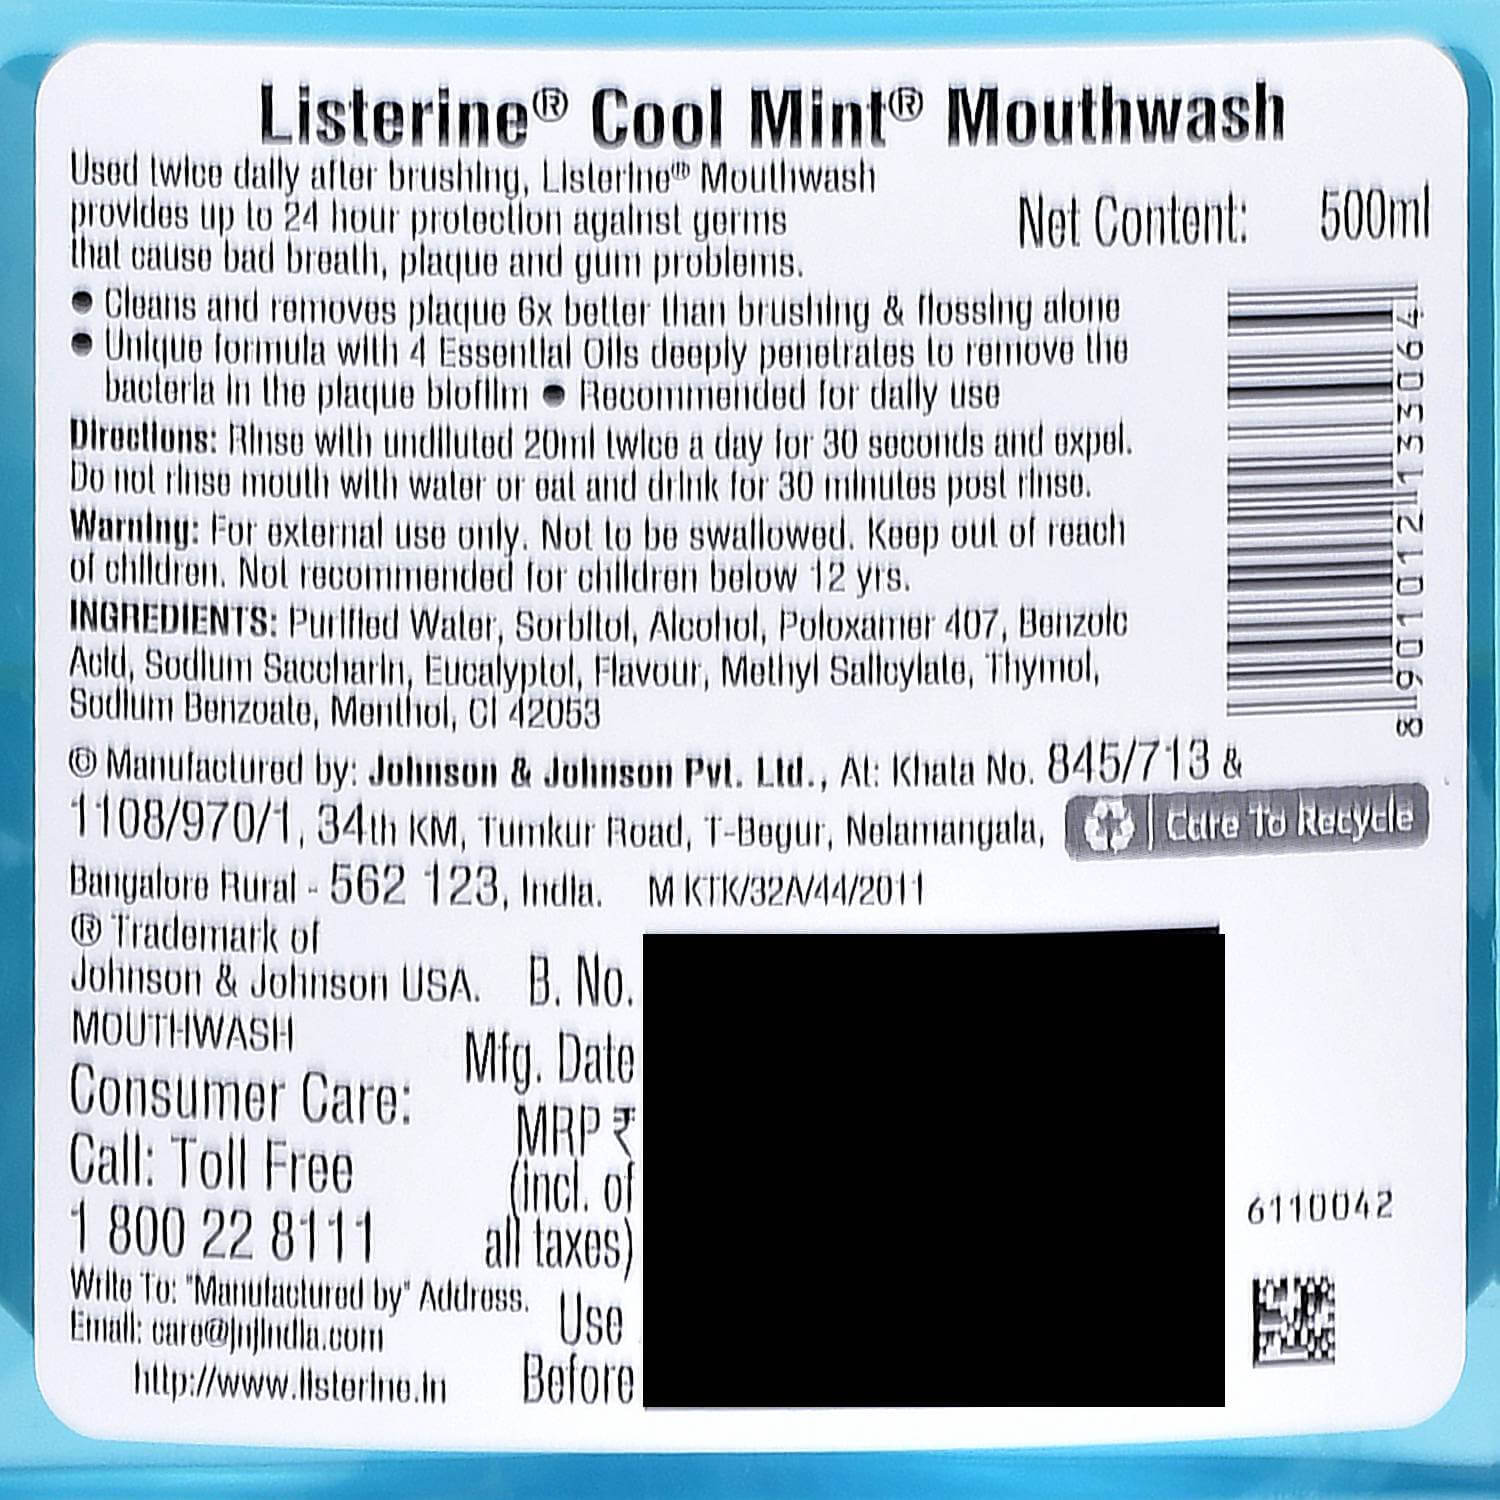 Listerine® Cool Mint® Mouthwash
Used twice daily after brushing, Listerine® Mouthwash
provides up to 24 hour protection against germs
that cause bad breath, plaque and gum problems.
Net Content: 500ml
● Cleans and removes plaque 6x better than brushing & flossing alone
● Unique formula with 4 Essential Oils deeply penetrates to remove the
bacteria in the plaque biofilm ● Recommended for daily use
Directions: Rinse with undiluted 20ml twice a day for 30 seconds and expel.
Do not rinse mouth with water or eat and drink for 30 minutes post rinse.
Warning: For external use only. Not to be swallowed. Keep out of reach
of children. Not recommended for children below 12 yrs.
INGREDIENTS: Purified Water, Sorbitol, Alcohol, Poloxamer 407, Benzoic
Acid, Sodium Saccharin, Eucalyptol, Flavour, Methyl Salicylate, Thymol,
Sodium Benzoate, Menthol, CI 42053
8901012133064
© Manufactured by: Johnson & Johnson Pvt. Ltd., At: Khata No. 845/713 &
1108/970/1, 34th KM, Tumkur Road, T-Begur, Nelamangala,
Bangalore Rural - 562 123, India. M KTK/32A/44/2011
Care To Recycle
® Trademark of
Johnson & Johnson USA.
MOUTHWASH
Consumer Care:
Call: Toll Free
1 800 22 8111
Write To: "Manufactured by" Address.
Email: care@jnjindia.com
http://www.listerine.in
B. No.
Mfg. Date
MRP ₹
(incl. of
all taxes)
Use
Before
6110042